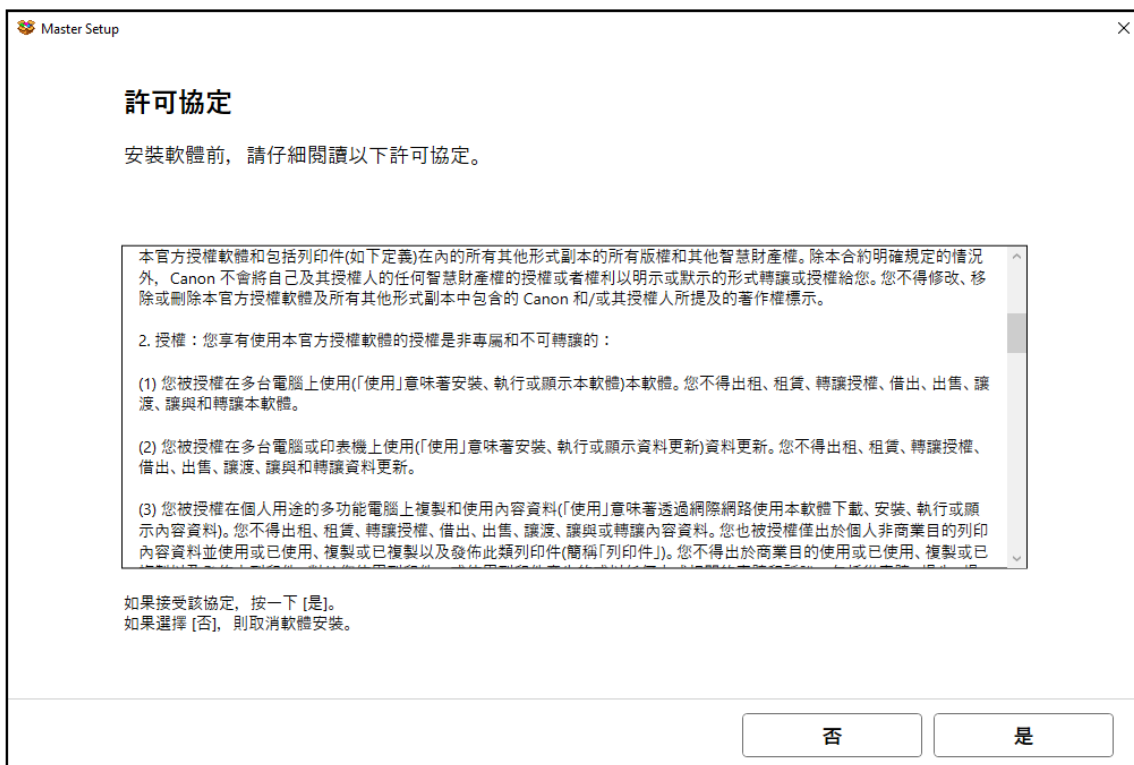 Master Setup
許可協定
安裝軟體前，請仔細閱讀以下許可協定。
本官方授權軟體和包括列印件(如下定義)在內的所有其他形式副本的所有版權和其他智慧財產權。除本合約明確規定的情況
外，Canon 不會將自己及其授權人的任何智慧財產權的授權或者權利以明示或默示的形式轉讓或授權給您。您不得修改、移
除或刪除本官方授權軟體及所有其他形式副本中包含的 Canon 和/或其授權人所提及的著作權標示。
2. 授權：您享有使用本官方授權軟體的授權是非專屬和不可轉讓的：
(1) 您被授權在多台電腦上使用(｢使用｣意味著安裝、執行或顯示本軟體)本軟體。您不得出租、租賃、轉讓授權、借出、出售、讓
渡、讓與和轉讓本軟體。
(2) 您被授權在多台電腦或印表機上使用(｢使用｣意味著安裝、執行或顯示資料更新)資料更新。您不得出租、租賃、轉讓授權、
借出、出售、讓渡、讓與和轉讓資料更新。
(3) 您被授權在個人用途的多功能電腦上複製和使用內容資料(｢使用｣意味著透過網際網路使用本軟體下載、安裝、執行或顯
示內容資料)。您不得出租、租賃、轉讓授權、借出、出售、讓渡、讓與或轉讓內容資料。您也被授權僅出於個人非商業目的列印
內容資料並使用或已使用、複製或已複製以及發佈此類列印件(簡稱｢列印件｣)。您不得出於商業目的使用或已使用、複製或已
如果接受該協定，按一下 [是]。
如果選擇 [否]，則取消軟體安裝。
否
是